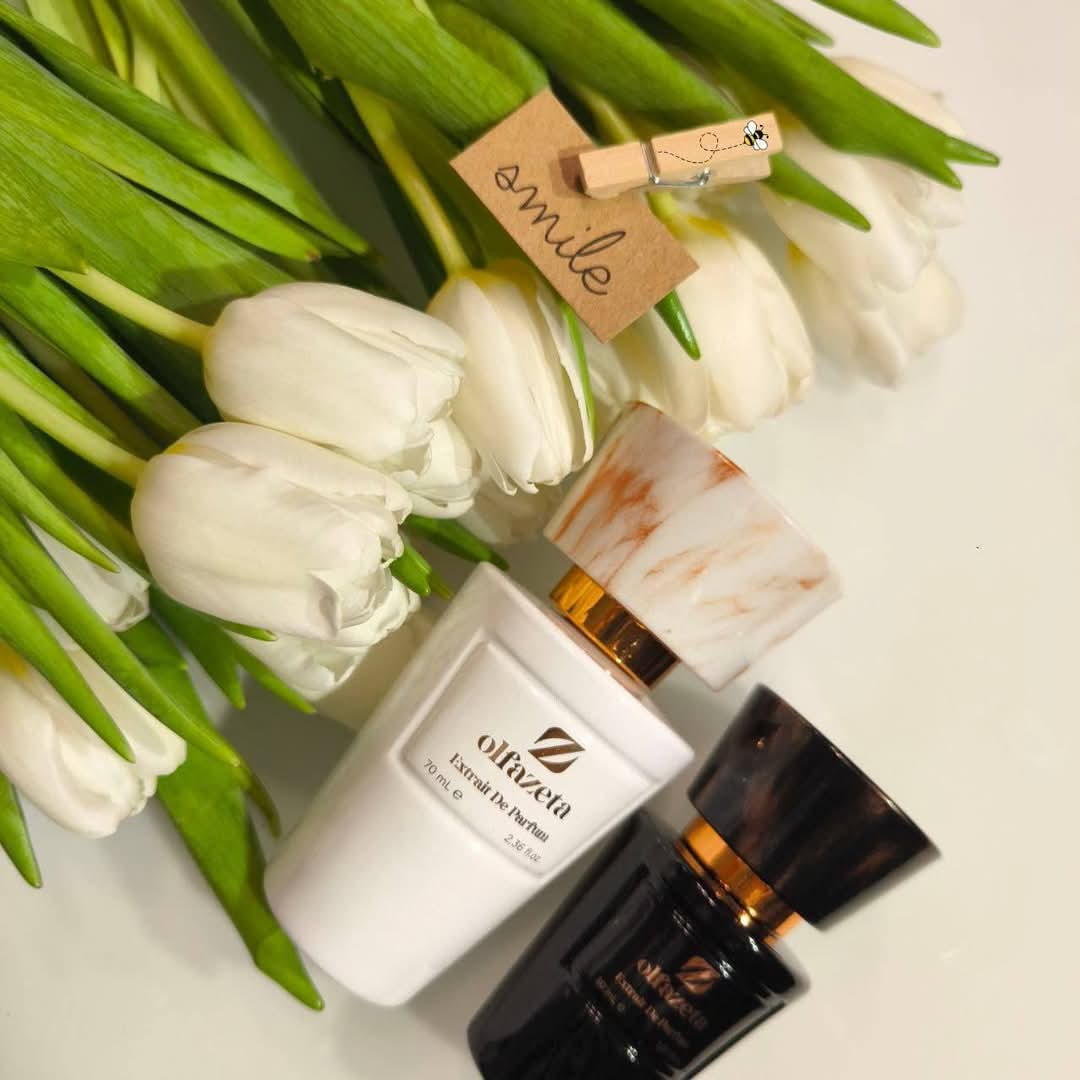 smile
olfazeta
Extrait De Parfum
70 mL e
2,36 fl.oz.
olfazeta
Extrait De Parfum